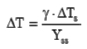 ΔT = γ · ΔTₛ / Yₛₛ